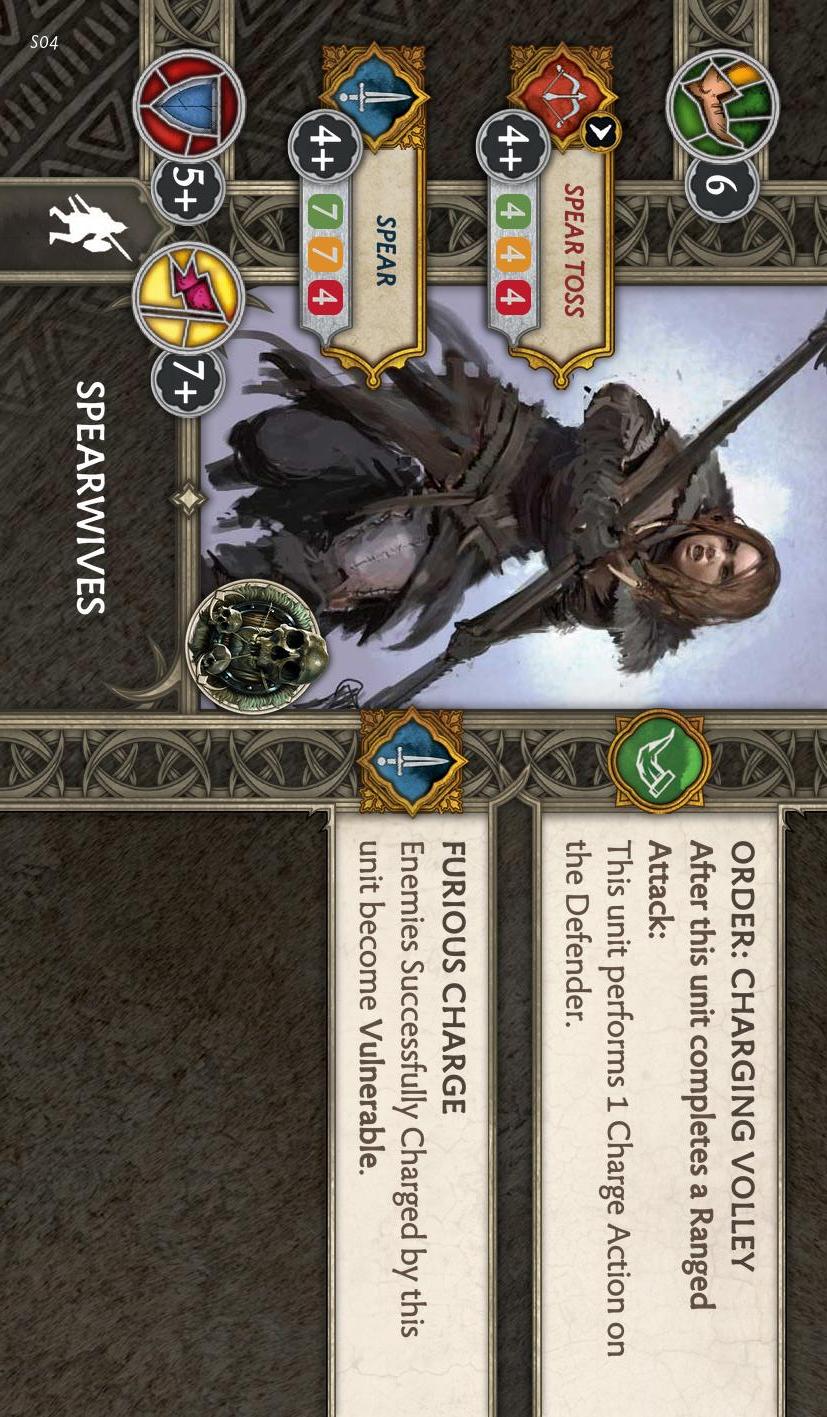 6
SPEAR TOSS
4+
4 4 4
SPEAR
4+
7 7 4
5+
7+
SPEARWIVES
S04
ORDER: CHARGING VOLLEY
After this unit completes a Ranged
Attack:
This unit performs 1 Charge Action on
the Defender.
FURIOUS CHARGE
Enemies Successfully Charged by this
unit become Vulnerable.